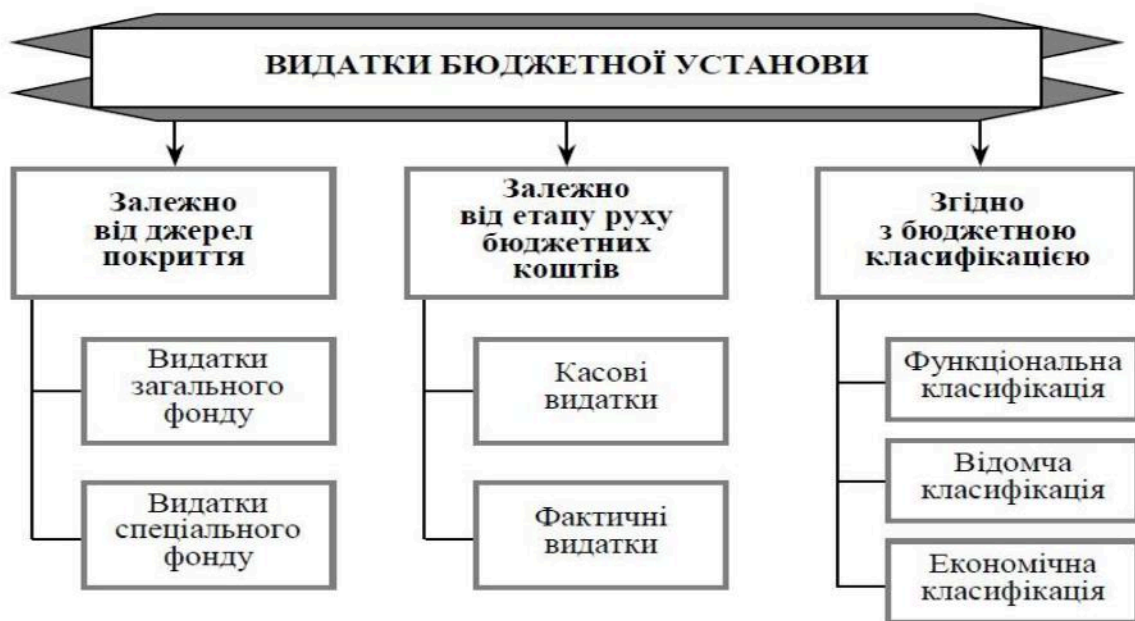 ВИДАТКИ БЮДЖЕТНОЇ УСТАНОВИ
Залежно
від джерел
покриття
Видатки
загального
фонду
Видатки
спеціального
фонду
Залежно
від етапу руху
бюджетних
коштів
Касові
видатки
Фактичні
видатки
Згідно
з бюджетною
класифікацією
Функціональна
класифікація
Відомча
класифікація
Економічна
класифікація